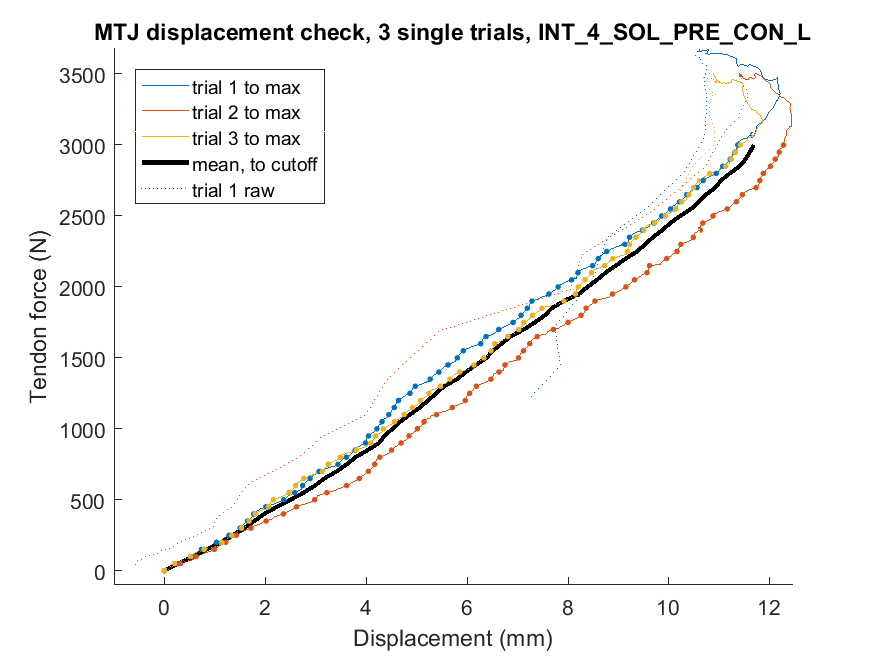 MTJ displacement check, 3 single trials, INT_4_SOL_PRE_CON_L
3500
3000
2500
2000
1500
1000
500
0
Tendon force (N)
trial 1 to max
trial 2 to max
trial 3 to max
mean, to cutoff
trial 1 raw
0 2 4 6 8 10 12
Displacement (mm)